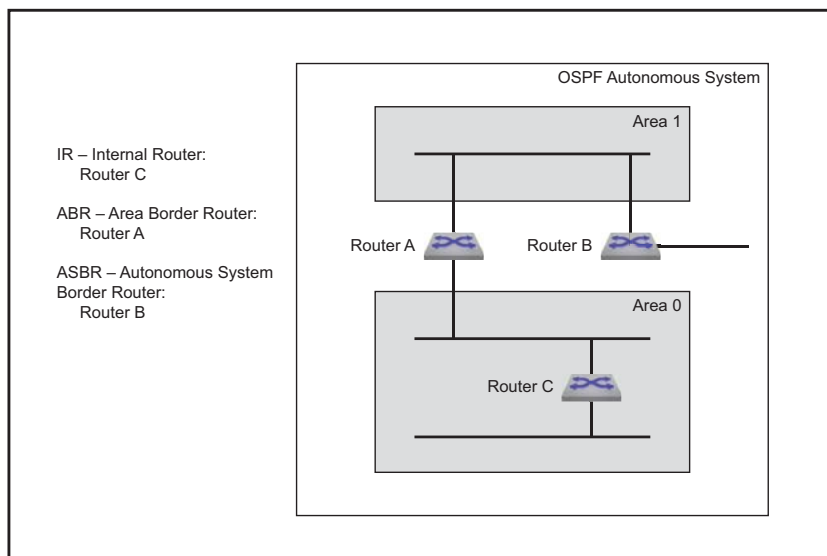 OSPF Autonomous System
Area 1
IR – Internal Router:
Router C
ABR – Area Border Router:
Router A
ASBR – Autonomous System
Border Router:
Router B
Router A
Router B
Area 0
Router C